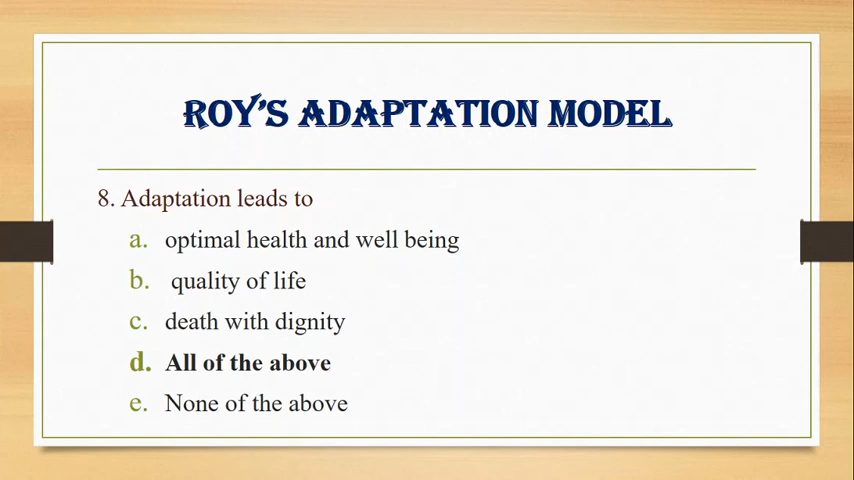 ROY'S ADAPTATION MODEL
8. Adaptation leads to
a. optimal health and well being
b. quality of life
c. death with dignity
d. All of the above
e. None of the above